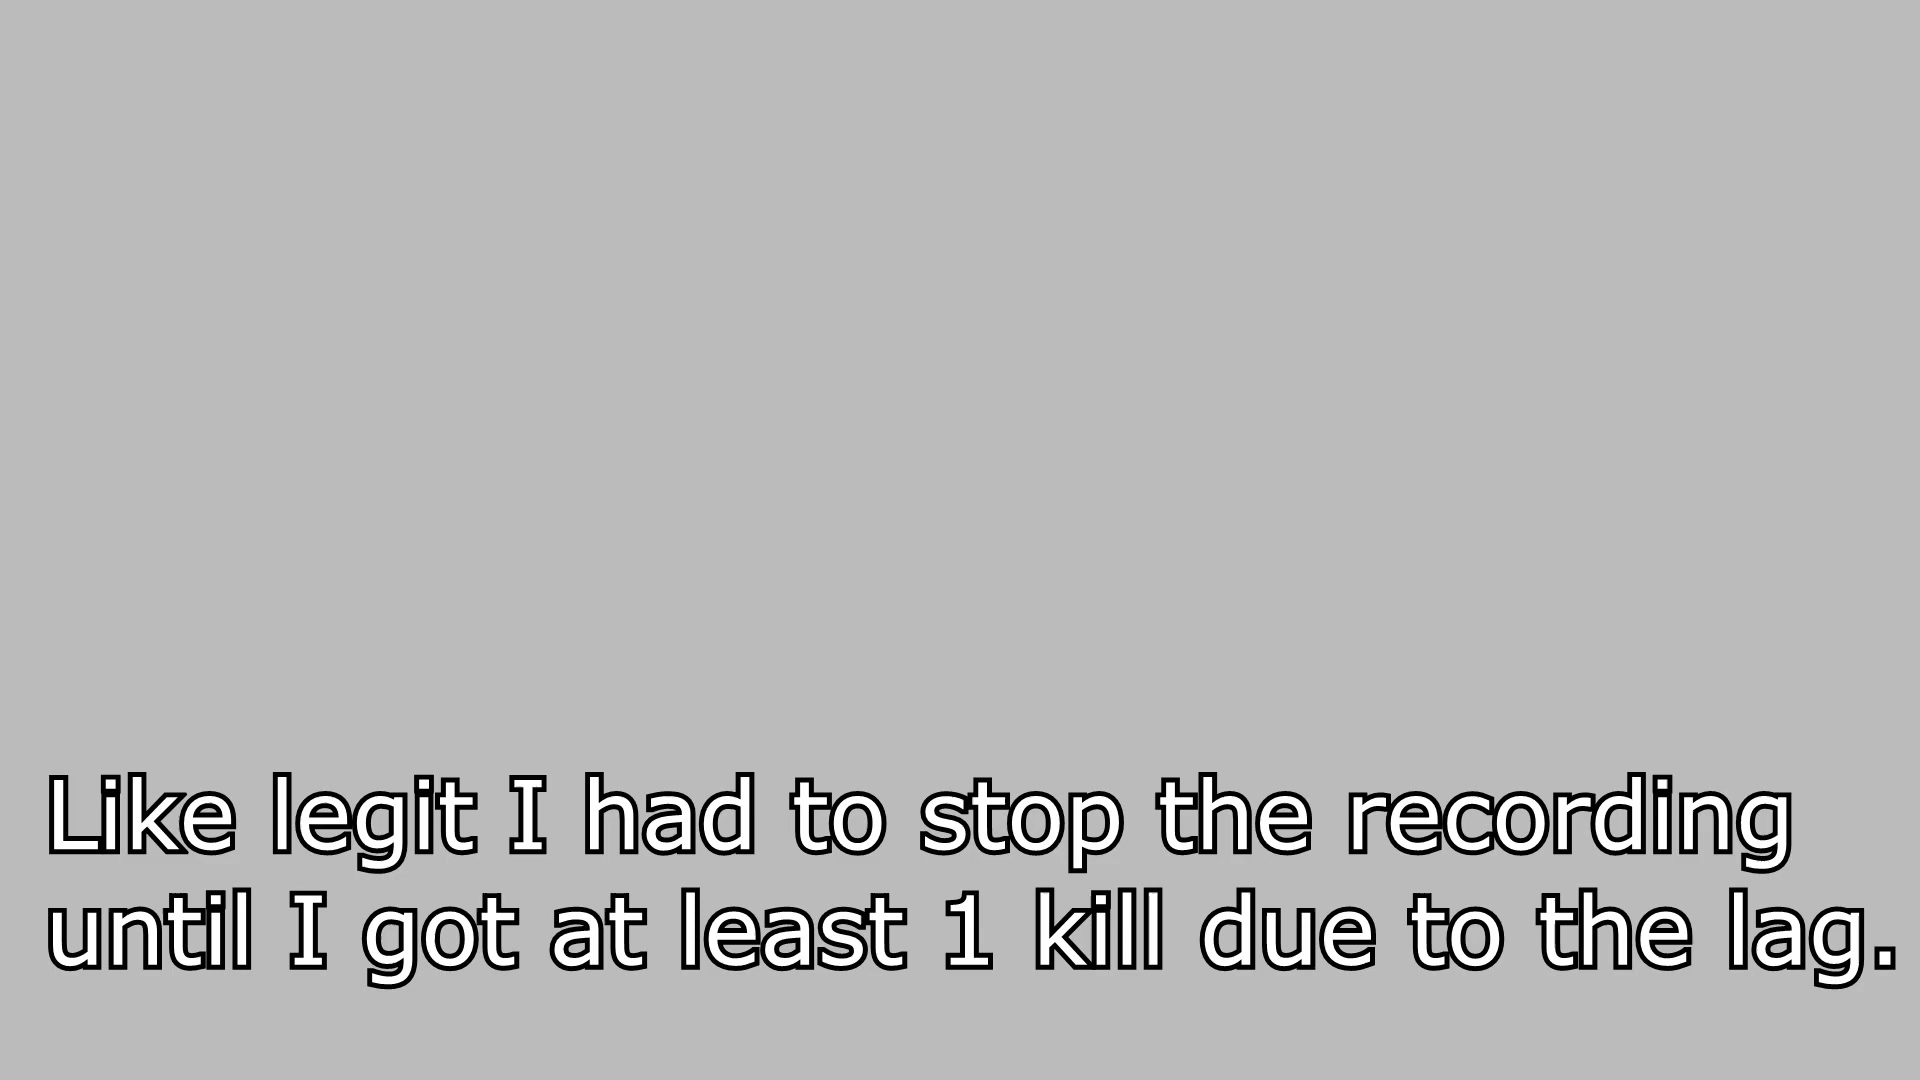 Like legit I had to stop the recording
until I got at least 1 kill due to the lag.